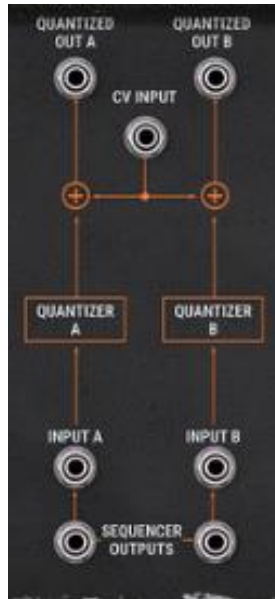 QUANTIZED OUT A
QUANTIZED OUT B
CV INPUT
QUANTIZER A
QUANTIZER B
INPUT A
INPUT B
SEQUENCER OUTPUTS